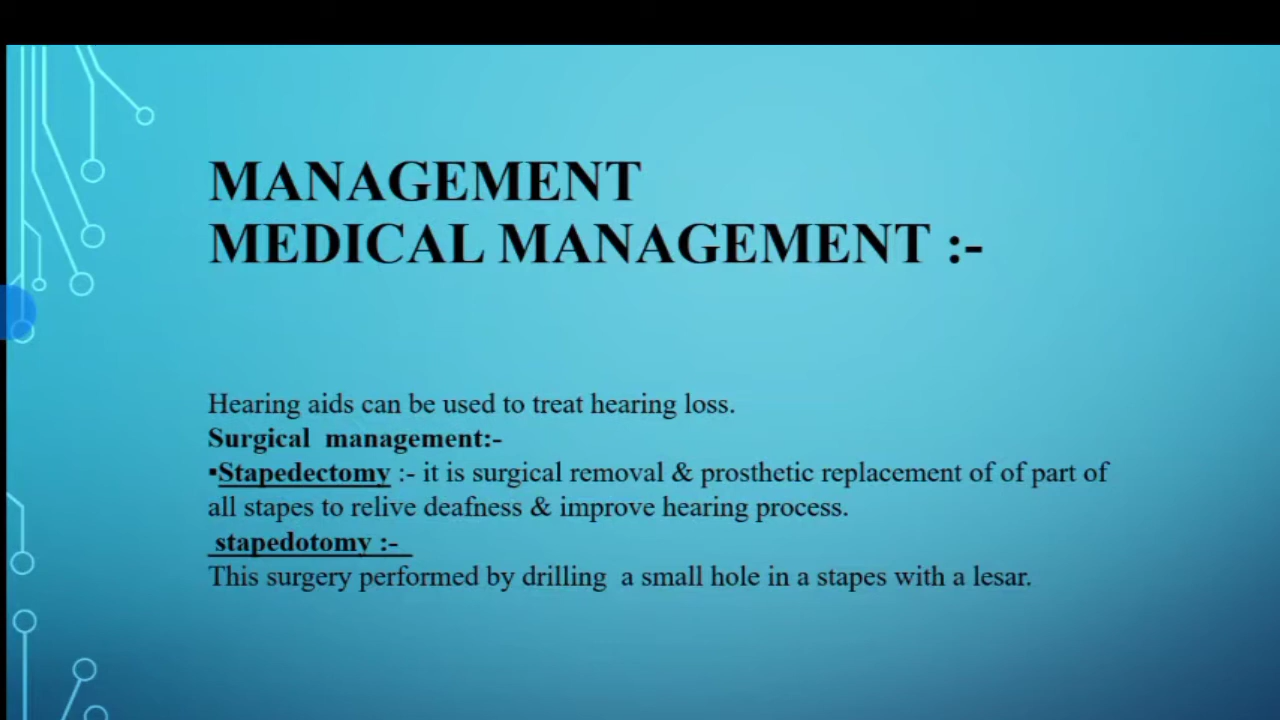 MANAGEMENT
MEDICAL MANAGEMENT :-
Hearing aids can be used to treat hearing loss.
Surgical  management:-
▪Stapedectomy :- it is surgical removal & prosthetic replacement of of part of
all stapes to relive deafness & improve hearing process.
stapedotomy :-
This surgery performed by drilling  a small hole in a stapes with a lesar.